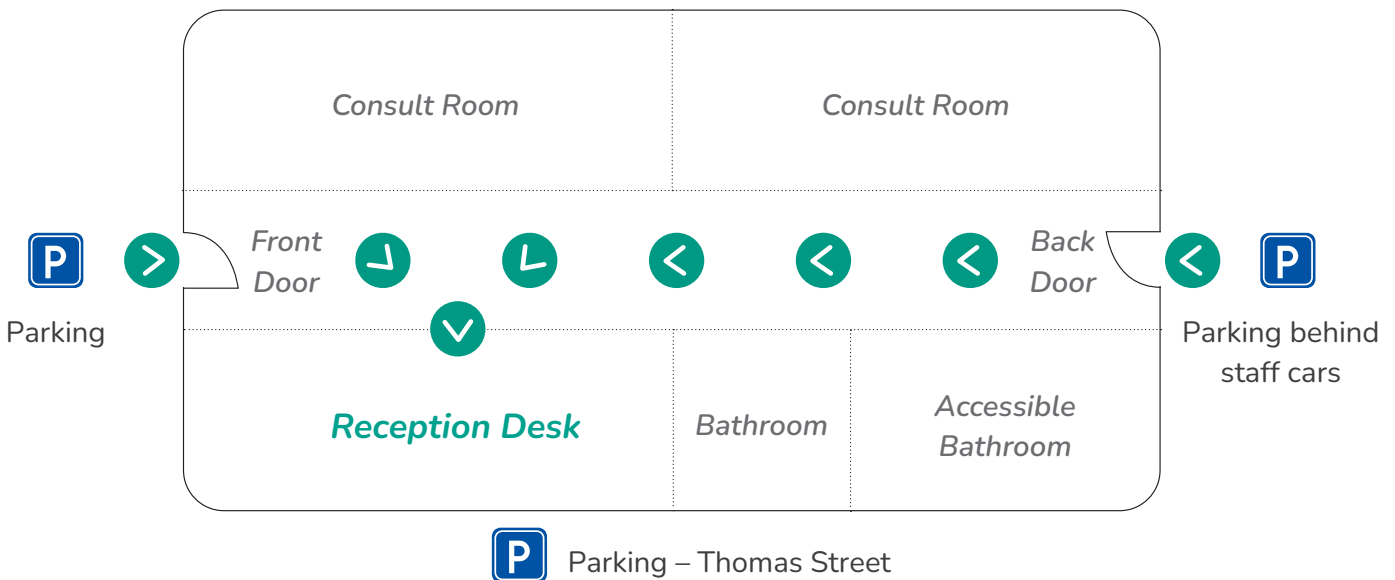 Consult Room
Consult Room
P
Front
Door
Back
Door
P
Parking
Parking behind
staff cars
Reception Desk
Bathroom
Accessible
Bathroom
P
Parking – Thomas Street